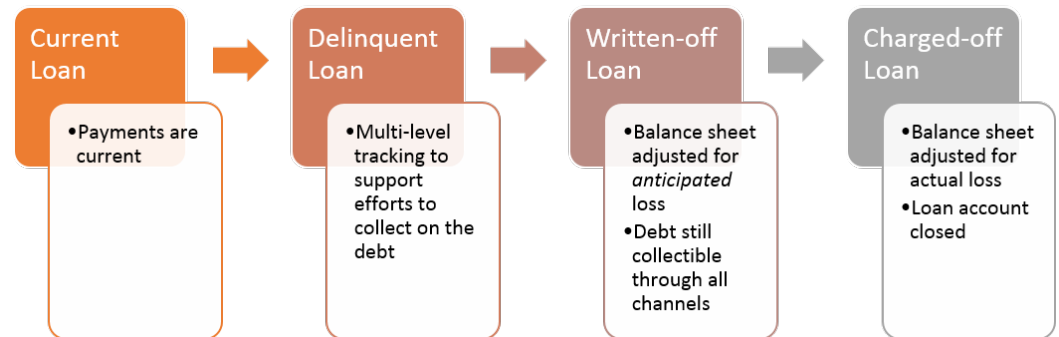 Current
Loan
•Payments are
current
Delinquent
Loan
•Multi-level
tracking to
support
efforts to
collect on the
debt
Written-off
Loan
•Balance sheet
adjusted for
anticipated
loss
•Debt still
collectible
through all
channels
Charged-off
Loan
•Balance sheet
adjusted for
actual loss
•Loan account
closed